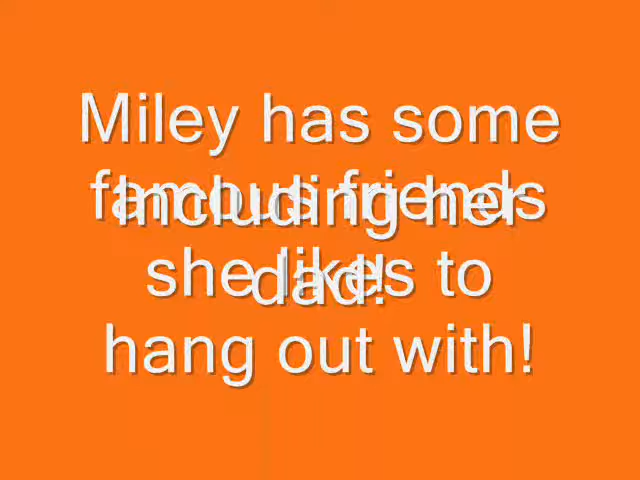 Miley has some
famous friends
she likes to
hang out with!
Including her
dad!